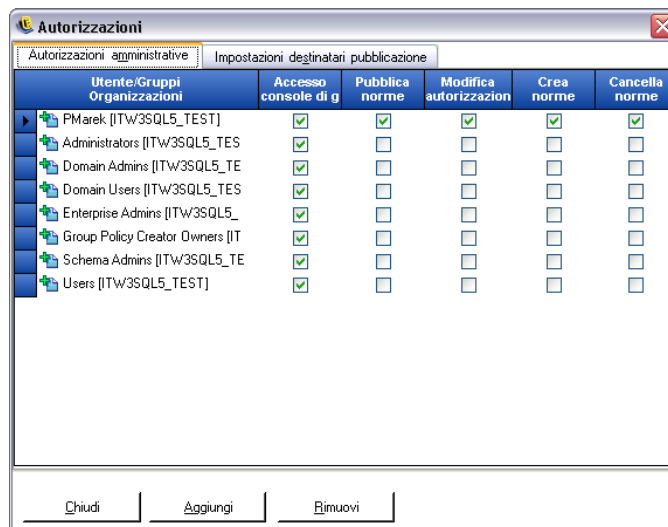 Autorizzazioni
Autorizzazioni amministrative Impostazioni destinatari pubblicazione
Utente/Gruppi Organizzazioni Accesso console di g Pubblica norme Modifica autorizzazion Crea norme Cancella norme
PMarek [ITW3SQL5_TEST]
Administrators [ITW3SQL5_TES
Domain Admins [ITW3SQL5_TE
Domain Users [ITW3SQL5_TES
Enterprise Admins [ITW3SQL5_
Group Policy Creator Owners [IT
Schema Admins [ITW3SQL5_TE
Users [ITW3SQL5_TEST]
Chiudi Aggiungi Rimuovi